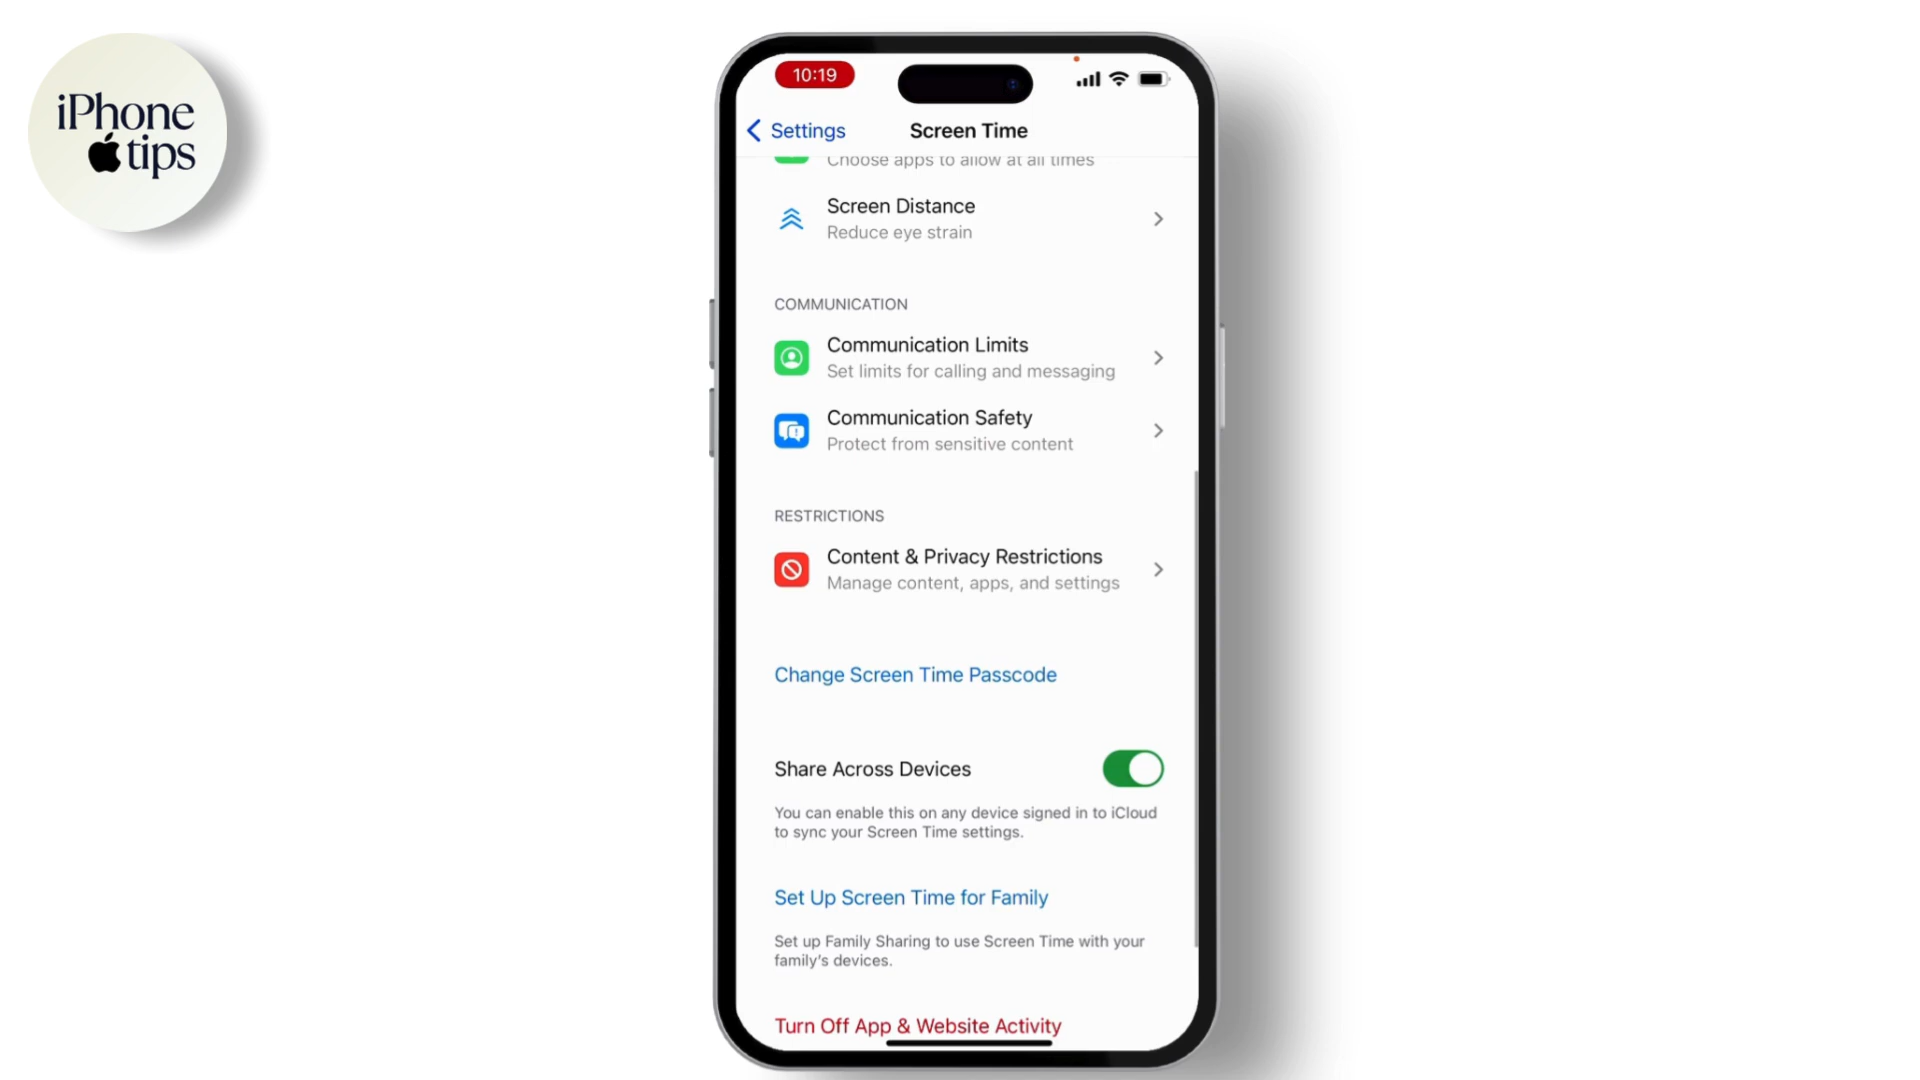 iPhone
tips
10:19
Settings
Screen Time
Choose apps to allow at all times
Screen Distance
Reduce eye strain
COMMUNICATION
Communication Limits
Set limits for calling and messaging
Communication Safety
Protect from sensitive content
RESTRICTIONS
Content & Privacy Restrictions
Manage content, apps, and settings
Change Screen Time Passcode
Share Across Devices
You can enable this on any device signed in to iCloud
to sync your Screen Time settings.
Set Up Screen Time for Family
Set up Family Sharing to use Screen Time with your
family’s devices.
Turn Off App & Website Activity